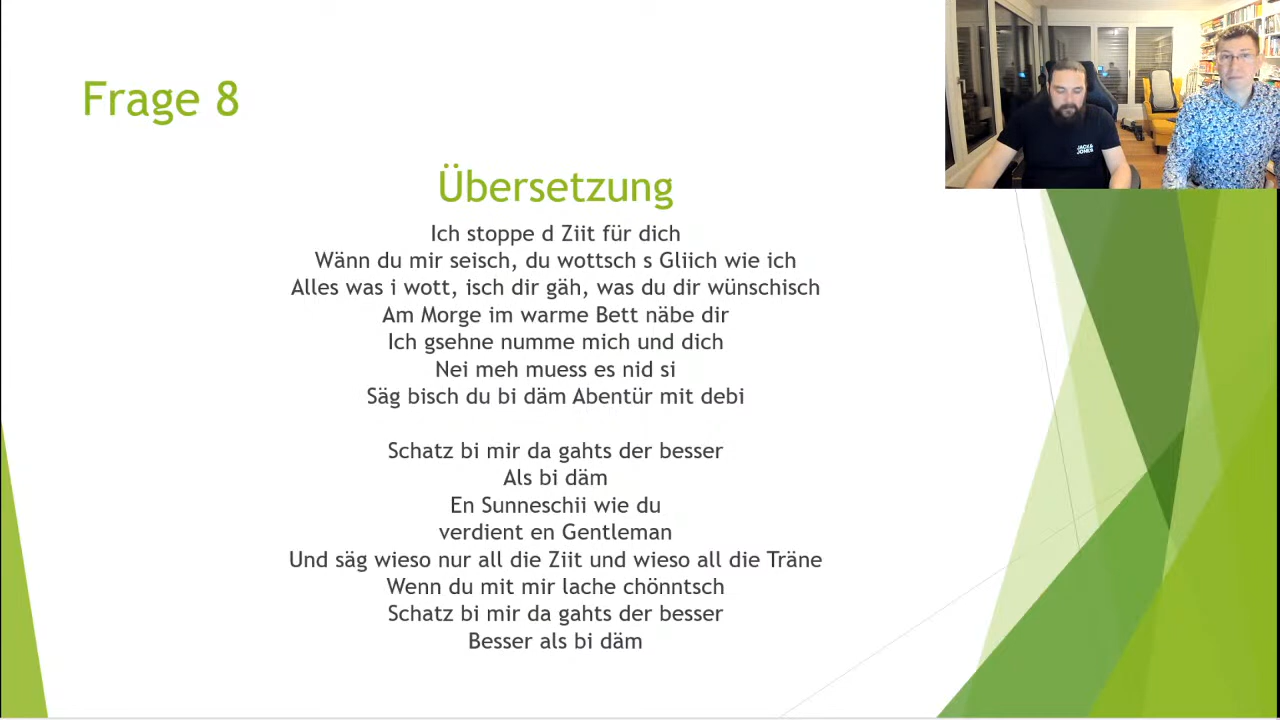 Frage 8
Übersetzung
Ich stoppe d Ziit für dich
Wänn du mir seisch, du wottsch s Gliich wie ich
Alles was i wott, isch dir gäh, was du dir wünschisch
Am Morge im warme Bett näbe dir
Ich gsehne numme mich und dich
Nei meh muess es nid si
Säg bisch du bi däm Abentür mit debi
Schatz bi mir da gahts der besser
Als bi däm
En Sunneschii wie du
verdient en Gentleman
Und säg wieso nur all die Ziit und wieso all die Träne
Wenn du mit mir lache chönntsch
Schatz bi mir da gahts der besser
Besser als bi däm
JACK&
JONES